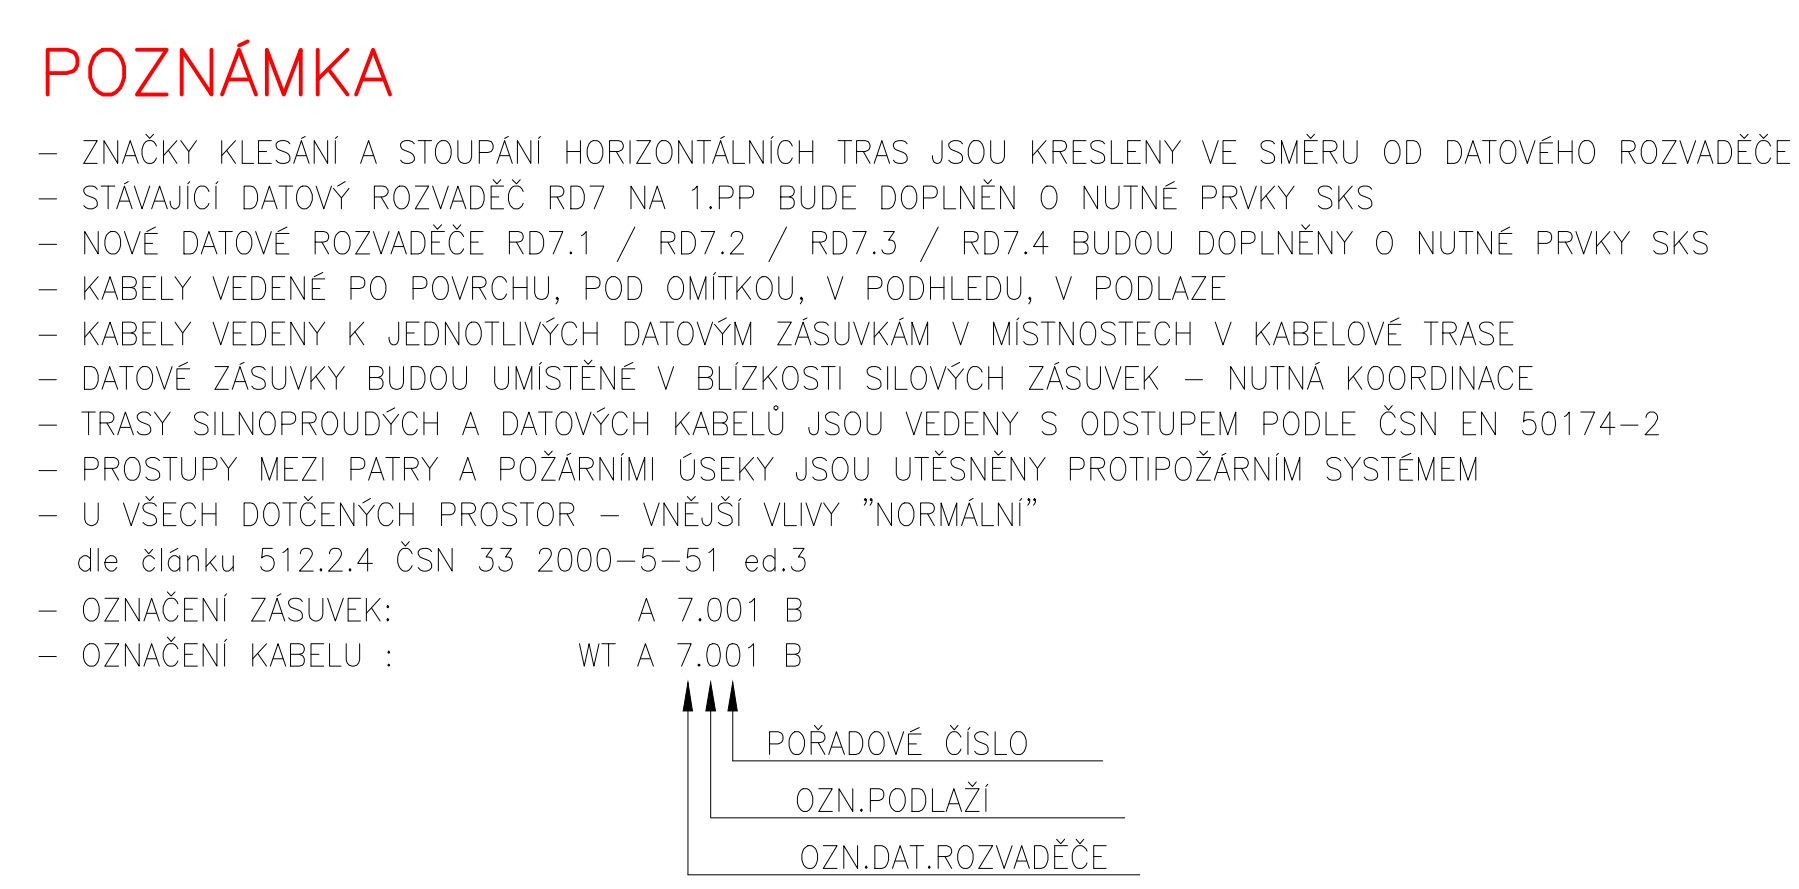 POZNÁMKA
- ZNAČKY KLESÁNÍ A STOUPÁNÍ HORIZONTÁLNÍCH TRAS JSOU KRESLENY VE SMĚRU OD DATOVÉHO ROZVADĚČE
- STÁVAJÍCÍ DATOVÝ ROZVADĚČ RD7 NA 1.PP BUDE DOPLNĚN O NUTNÉ PRVKY SKS
- NOVÉ DATOVÉ ROZVADĚČE RD7.1 / RD7.2 / RD7.3 / RD7.4 BUDOU DOPLNĚNY O NUTNÉ PRVKY SKS
- KABELY VEDENÉ PO POVRCHU, POD OMÍTKOU, V PODHLEDU, V PODLAZE
- KABELY VEDENY K JEDNOTLIVÝCH DATOVÝM ZÁSUVKÁM V MÍSTNOSTECH V KABELOVÉ TRASE
- DATOVÉ ZÁSUVKY BUDOU UMÍSTĚNÉ V BLÍZKOSTI SILOVÝCH ZÁSUVEK - NUTNÁ KOORDINACE
- TRASY SILNOPROUDÝCH A DATOVÝCH KABELŮ JSOU VEDENY S ODSTUPEM PODLE ČSN EN 50174-2
- PROSTUPY MEZI PATRY A POŽÁRNÍMI ÚSEKY JSOU UTĚSNĚNY PROTIPOŽÁRNÍM SYSTÉMEM
- U VŠECH DOTČENÝCH PROSTOR - VNĚJŠÍ VLIVY ”NORMÁLNÍ”
dle článku 512.2.4 ČSN 33 2000-5-51 ed.3
- OZNAČENÍ ZÁSUVEK: A 7.001 B
- OZNAČENÍ KABELU : WT A 7.001 B
POŘADOVÉ ČÍSLO
OZN.PODLAŽÍ
OZN.DAT.ROZVADĚČE